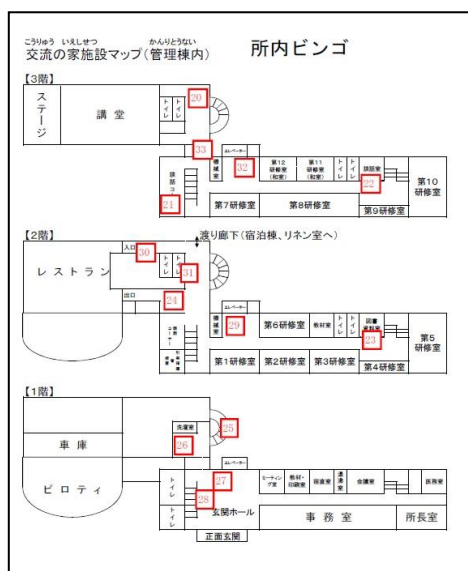 こうりゅう いえしせつ かんりとうない
交流の家施設マップ(管理棟内)
所内ビンゴ
【3階】
ステージ
講堂
トイレ
トイレ
20
33
エレベーター
談話コ
21
機械室
32
第12研修室(和室)
第11研修室(和室)
トイレ
トイレ
談話室
22
第10研修室
第7研修室
第8研修室
第9研修室
【2階】
渡り廊下(宿泊棟、リネン室へ)
入口
30
レストラン
トイレ
トイレ
31
出口
24
エレベーター
機械室
29
第6研修室
教材室
トイレ
トイレ
図書資料室
23
第5研修室
第1研修室
第2研修室
第3研修室
第4研修室
【1階】
洗濯室
25
車庫
26
エレベーター
ピロティ
トイレ
27
28
トイレ
玄関ホール
ミーティング室
教材・印刷室
宿直室
湯沸室
会議室
医務室
事務室
所長室
正面玄関